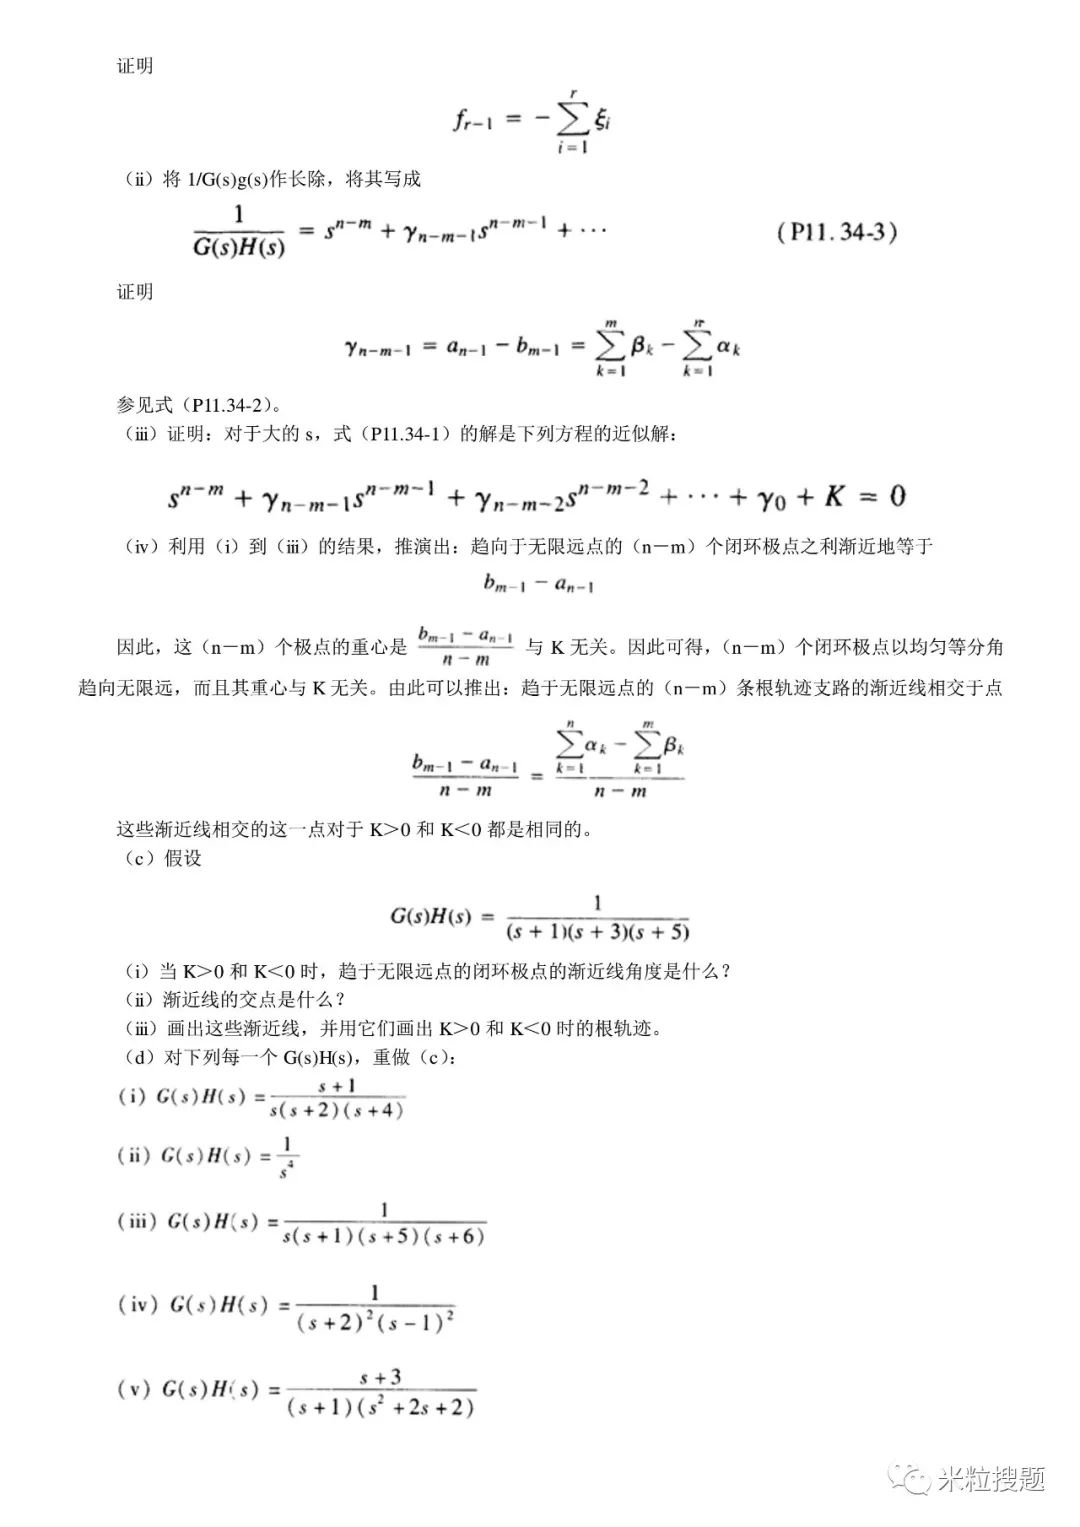 证明
f_{r-1} = -\sum_{i=1}^{r} ξ_i
（ii）将 1/G(s)g(s)作长除，将其写成
\frac{1}{G(s)H(s)} = s^{n-m} + γ_{n-m-1}s^{n-m-1} + ··· (P11.34-3)
证明
γ_{n-m-1} = a_{n-1} - b_{m-1} = \sum_{k=1}^{m} β_k - \sum_{k=1}^{n} α_k
参见式（P11.34-2）。
（iii）证明：对于大的 s，式（P11.34-1）的解是下列方程的近似解：
s^{n-m} + γ_{n-m-1}s^{n-m-1} + γ_{n-m-2}s^{n-m-2} + ··· + γ_0 + K = 0
（iv）利用（i）到（iii）的结果，推演出：趋向于无限远点的（n－m）个闭环极点之利渐近地等于
b_{m-1} - a_{n-1}
因此，这（n－m）个极点的重心是 \frac{b_{m-1} - a_{n-1}}{n - m} 与 K 无关。因此可得，（n－m）个闭环极点以均匀等分角
趋向无限远，而且其重心与 K 无关。由此可以推出：趋于无限远点的（n－m）条根轨迹支路的渐近线相交于点
\frac{b_{m-1} - a_{n-1}}{n - m} = \frac{\sum_{k=1}^{n} α_k - \sum_{k=1}^{m} β_k}{n - m}
这些渐近线相交的这一点对于 K＞0 和 K＜0 都是相同的。
（c）假设
G(s)H(s) = \frac{1}{(s + 1)(s + 3)(s + 5)}
（i）当 K＞0 和 K＜0 时，趋于无限远点的闭环极点的渐近线角度是什么？
（ii）渐近线的交点是什么？
（iii）画出这些渐近线，并用它们画出 K＞0 和 K＜0 时的根轨迹。
（d）对下列每一个 G(s)H(s)，重做（c）：
（i）G(s)H(s) = \frac{s+1}{s(s+2)(s+4)}
（ii）G(s)H(s) = \frac{1}{s^4}
（iii）G(s)H(s) = \frac{1}{s(s+1)(s+5)(s+6)}
（iv）G(s)H(s) = \frac{1}{(s+2)^2(s-1)^2}
（v）G(s)H(s) = \frac{s+3}{(s+1)(s^2+2s+2)}
米粒搜题